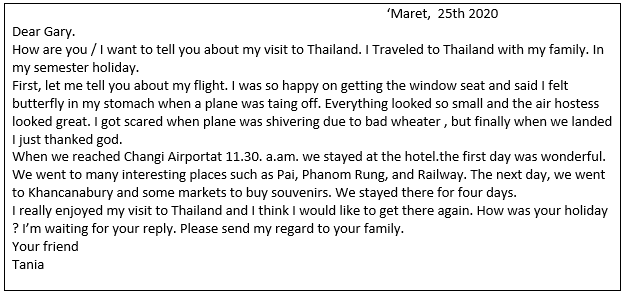 ‘Maret, 25th 2020
Dear Gary.
How are you / I want to tell you about my visit to Thailand. I Traveled to Thailand with my family. In
my semester holiday.
First, let me tell you about my flight. I was so happy on getting the window seat and said I felt
butterfly in my stomach when a plane was taing off. Everything looked so small and the air hostess
looked great. I got scared when plane was shivering due to bad wheater , but finally when we landed
I just thanked god.
When we reached Changi Airportat 11.30. a.am. we stayed at the hotel.the first day was wonderful.
We went to many interesting places such as Pai, Phanom Rung, and Railway. The next day, we went
to Khancanabury and some markets to buy souvenirs. We stayed there for four days.
I really enjoyed my visit to Thailand and I think I would like to get there again. How was your holiday
? I’m waiting for your reply. Please send my regard to your family.
Your friend
Tania